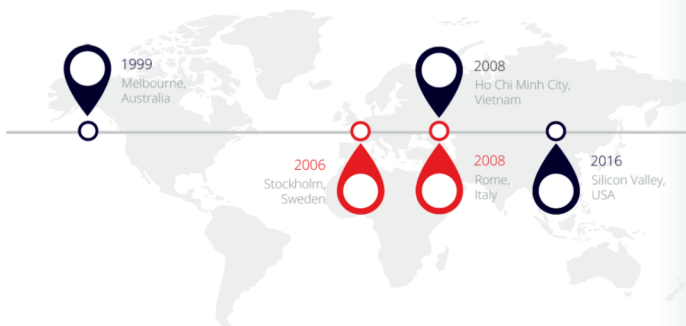 1999
Melbourne,
Australia
2008
Ho Chi Minh City,
Vietnam
2006
Stockholm,
Sweden
2008
Rome,
Italy
2016
Silicon Valley,
USA